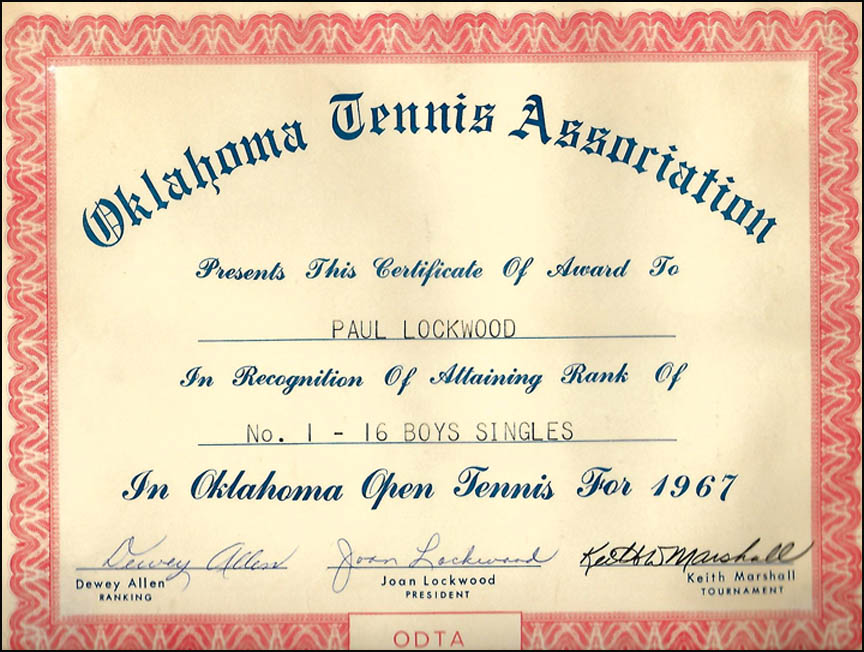 Oklahoma Tennis Association
Presents This Certificate Of Award To
PAUL LOCKWOOD
In Recognition Of Attaining Rank Of
No. 1 - 16 BOYS SINGLES
In Oklahoma Open Tennis For 1967
Dewey Allen Joan Lockwood Keith W Marshall
Dewey Allen Joan Lockwood Keith Marshall
RANKING PRESIDENT TOURNAMENT
ODTA